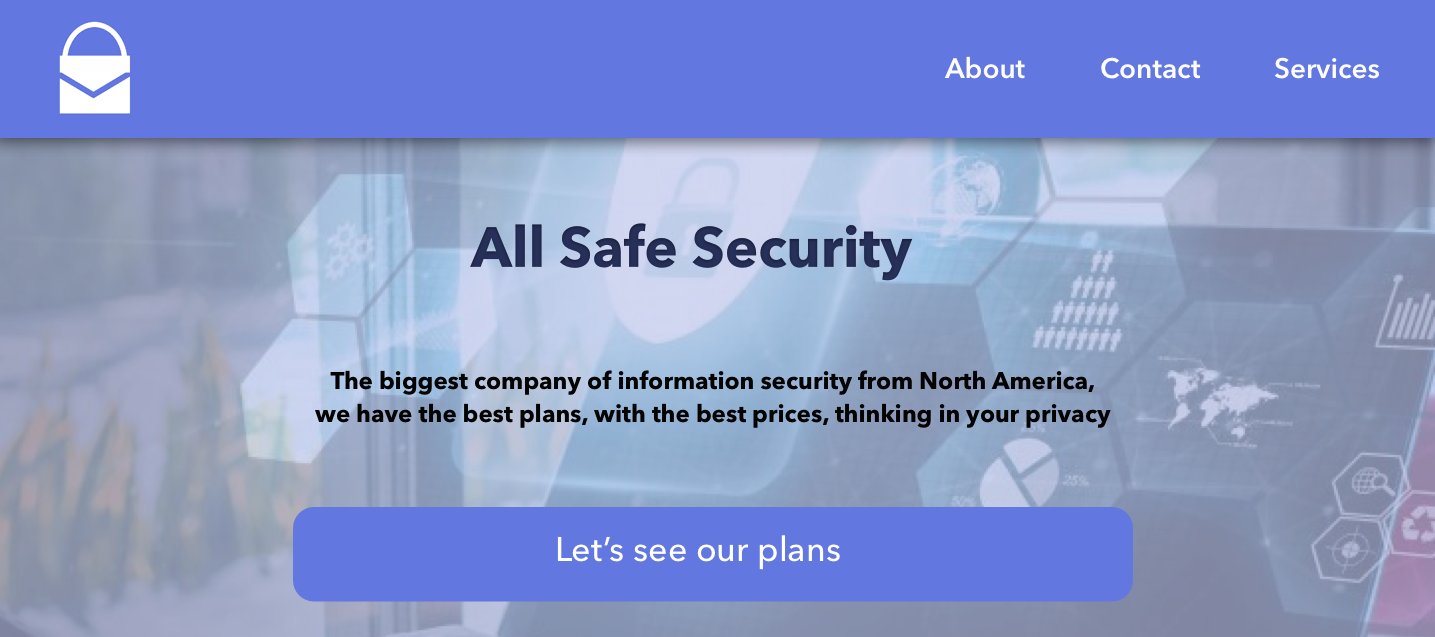 About Contact Services
All Safe Security
The biggest company of information security from North America,
we have the best plans, with the best prices, thinking in your privacy
Let’s see our plans